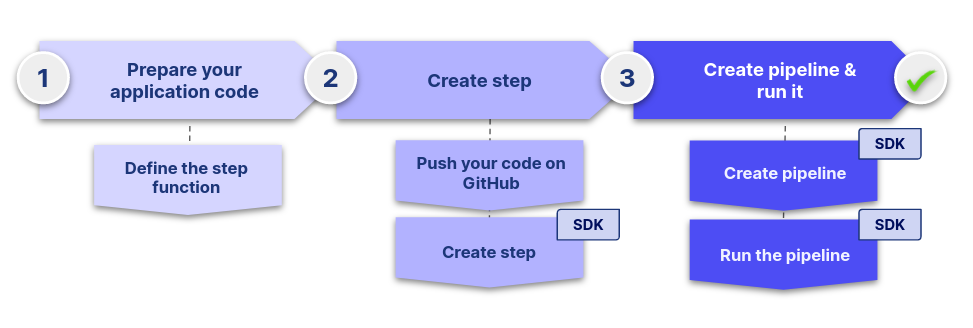 1
Prepare your
application code
2
Create step
3
Create pipeline &
run it
Define the step
function
Push your code on
GitHub
Create step
SDK
Create pipeline
SDK
Run the pipeline
SDK